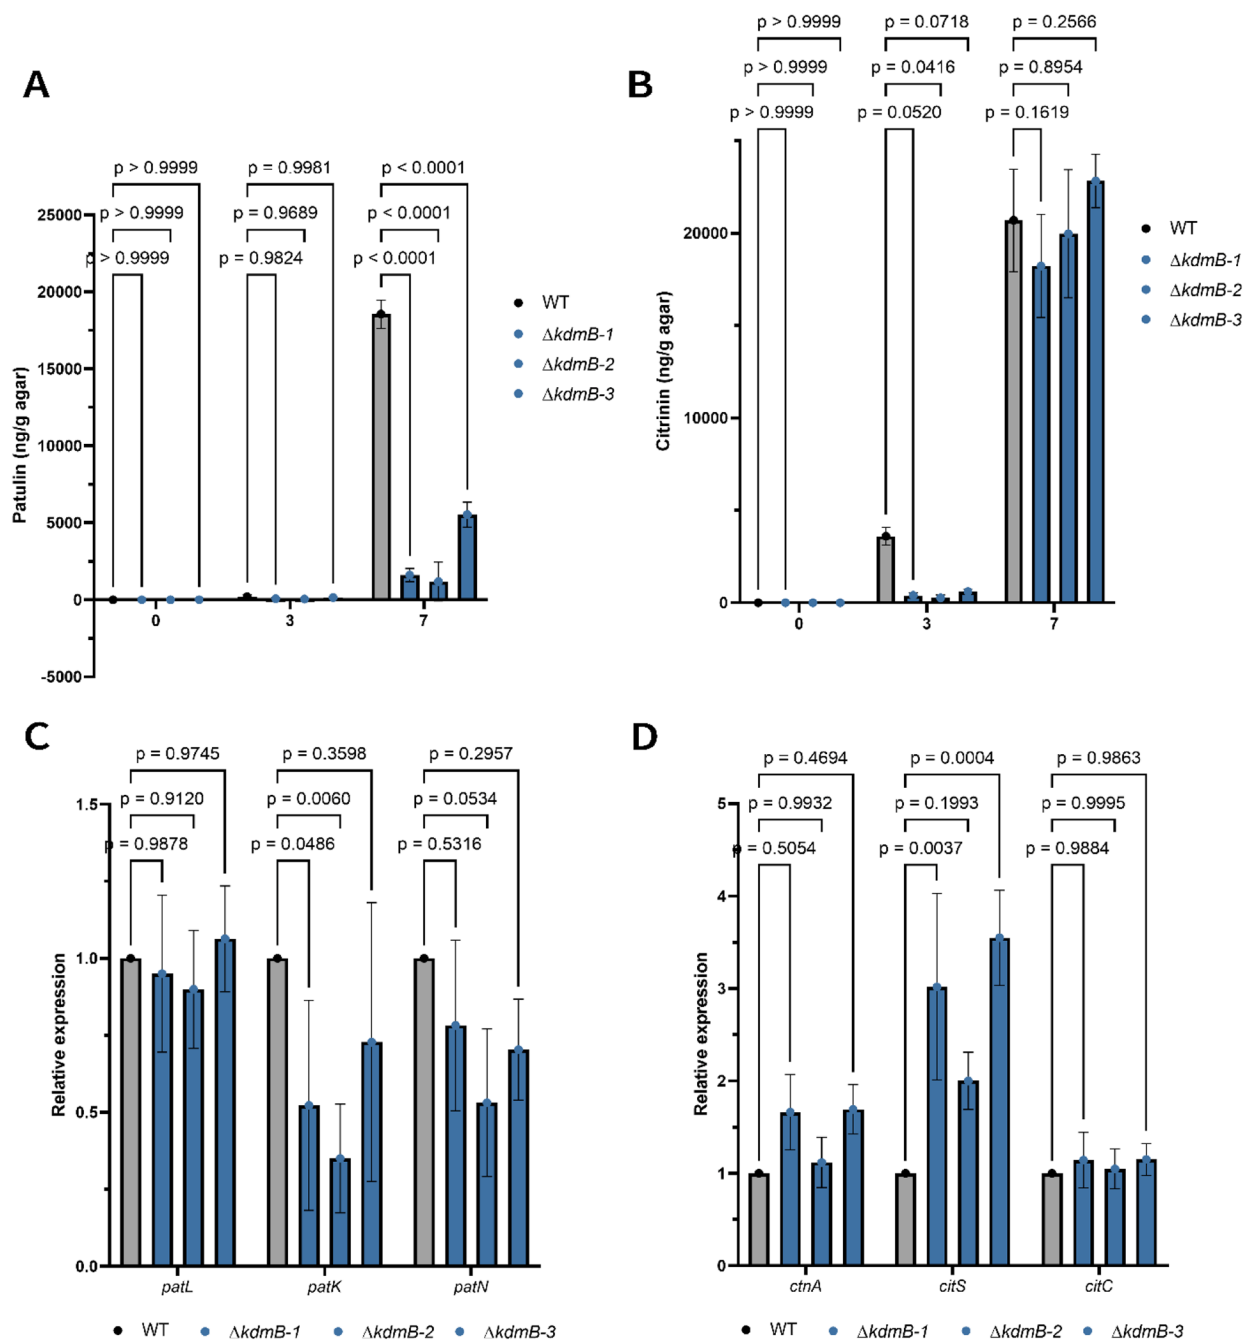 A
p > 0.9999
p = 0.9981
p < 0.0001
p > 0.9999
p = 0.9689
p < 0.0001
p > 0.9999
p = 0.9824
p < 0.0001
Patulin (ng/g agar)
25000
20000
15000
10000
5000
0
-5000
0
3
7
WT
ΔkdmB-1
ΔkdmB-2
ΔkdmB-3
B
p > 0.9999
p = 0.0718
p = 0.2566
p > 0.9999
p = 0.0416
p = 0.8954
p > 0.9999
p = 0.0520
p = 0.1619
Citrinin (ng/g agar)
20000
10000
0
0
3
7
WT
ΔkdmB-1
ΔkdmB-2
ΔkdmB-3
C
p = 0.9745
p = 0.3598
p = 0.2957
p = 0.9120
p = 0.0060
p = 0.0534
p = 0.9878
p = 0.0486
p = 0.5316
Relative expression
1.5
1.0
0.5
0.0
patL
patK
patN
WT
ΔkdmB-1
ΔkdmB-2
ΔkdmB-3
D
p = 0.4694
p = 0.0004
p = 0.9863
p = 0.9932
p = 0.1993
p = 0.9995
p = 0.5054
p = 0.0037
p = 0.9884
Relative expression
5
4
3
2
1
0
ctnA
citS
citC
WT
ΔkdmB-1
ΔkdmB-2
ΔkdmB-3